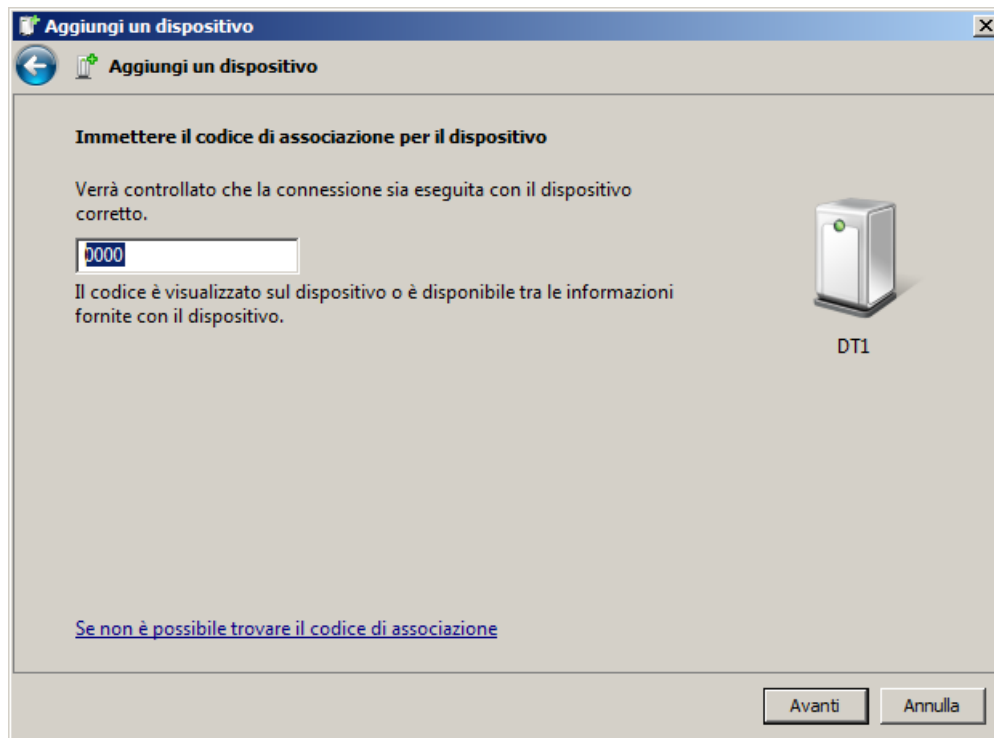 Aggiungi un dispositivo
Aggiungi un dispositivo
Immettere il codice di associazione per il dispositivo
Verrà controllato che la connessione sia eseguita con il dispositivo
corretto.
0000
Il codice è visualizzato sul dispositivo o è disponibile tra le informazioni
fornite con il dispositivo.
DT1
Se non è possibile trovare il codice di associazione
Avanti
Annulla